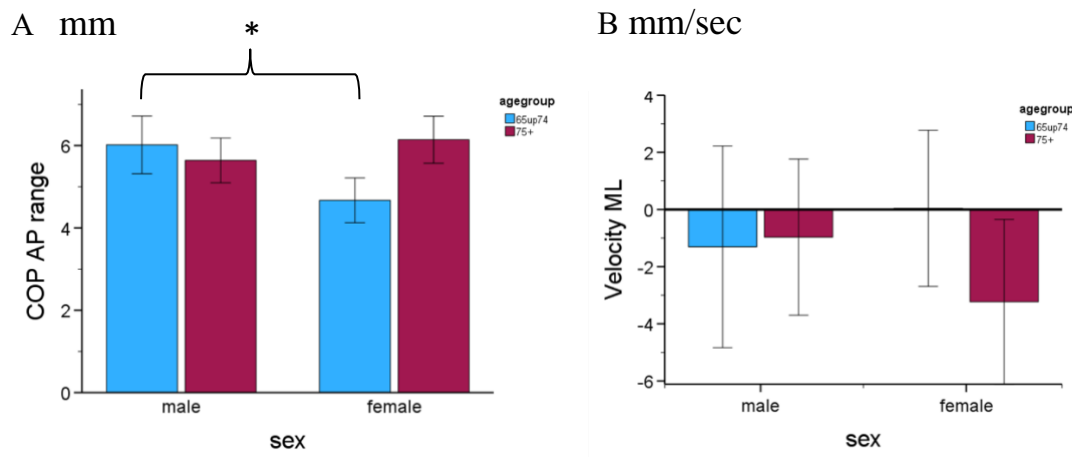 A mm
*
COP AP range
6
4
2
0
male
female
sex
agegroup
65up74
75+
B mm/sec
Velocity ML
4
2
0
-2
-4
-6
male
female
sex
agegroup
65up74
75+